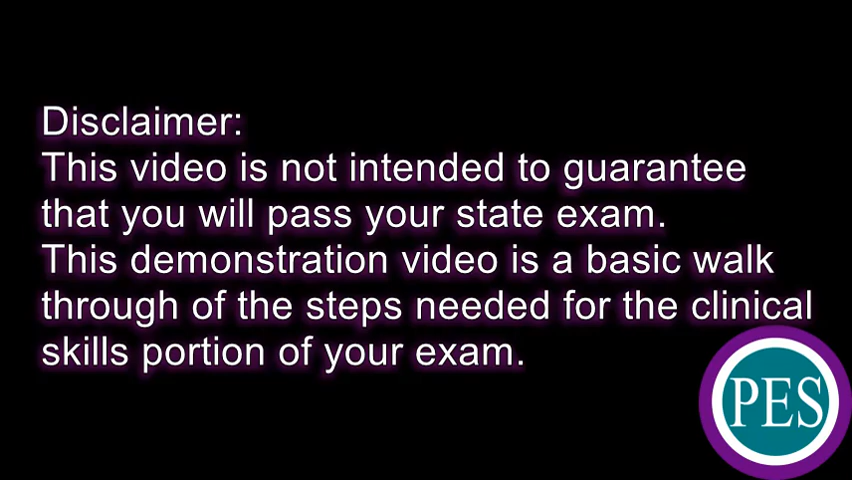 Disclaimer:
This video is not intended to guarantee
that you will pass your state exam.
This demonstration video is a basic walk
through of the steps needed for the clinical
skills portion of your exam.
PES